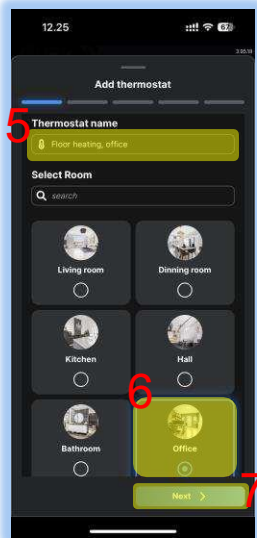 12.25
67
Add thermostat
5
Thermostat name
Floor heating, office
Select Room
search
Living room
Dinning room
Kitchen
Hall
6
Bathroom
Office
7
Next >